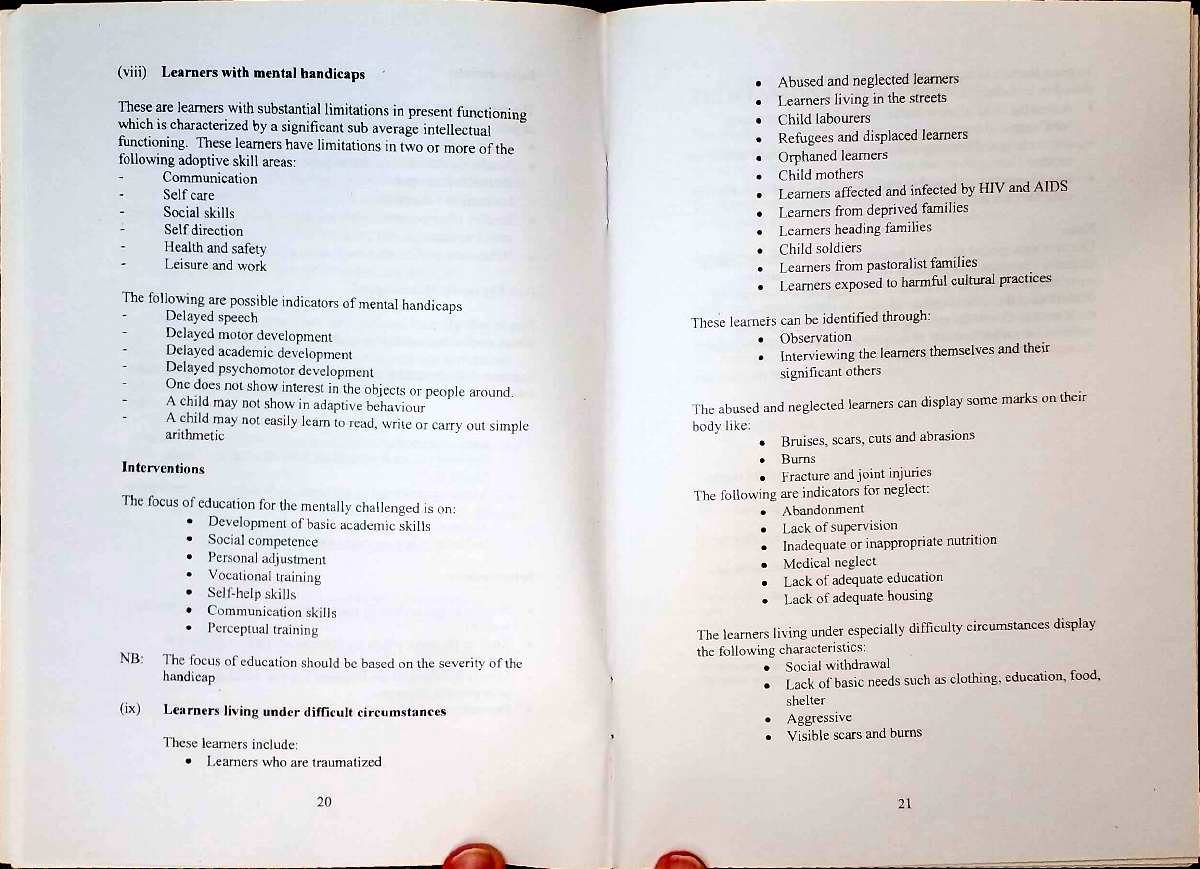 (viii) Learners with mental handicaps
These are learners with substantial limitations in present functioning
which is characterized by a significant sub average intellectual
functioning. These learners have limitations in two or more of the
following adoptive skill areas:
- Communication
- Self care
- Social skills
- Self direction
- Health and safety
- Leisure and work
The following are possible indicators of mental handicaps
- Delayed speech
- Delayed motor development
- Delayed academic development
- Delayed psychomotor development
- One does not show interest in the objects or people around.
- A child may not show in adaptive behaviour
- A child may not easily learn to read, write or carry out simple
arithmetic
Interventions
The focus of education for the mentally challenged is on:
• Development of basic academic skills
• Social competence
• Personal adjustment
• Vocational training
• Self-help skills
• Communication skills
• Perceptual training
NB: The focus of education should be based on the severity of the
handicap
(ix) Learners living under difficult circumstances
These learners include:
• Learners who are traumatized
20
• Abused and neglected learners
• Learners living in the streets
• Child labourers
• Refugees and displaced learners
• Orphaned learners
• Child mothers
• Learners affected and infected by HIV and AIDS
• Learners from deprived families
• Learners heading families
• Child soldiers
• Learners from pastoralist families
• Learners exposed to harmful cultural practices
These learners can be identified through:
• Observation
• Interviewing the learners themselves and their
significant others
The abused and neglected learners can display some marks on their
body like:
• Bruises, scars, cuts and abrasions
• Burns
• Fracture and joint injuries
The following are indicators for neglect:
• Abandonment
• Lack of supervision
• Inadequate or inappropriate nutrition
• Medical neglect
• Lack of adequate education
• Lack of adequate housing
The learners living under especially difficulty circumstances display
the following characteristics:
• Social withdrawal
• Lack of basic needs such as clothing, education, food,
shelter
• Aggressive
• Visible scars and burns
21